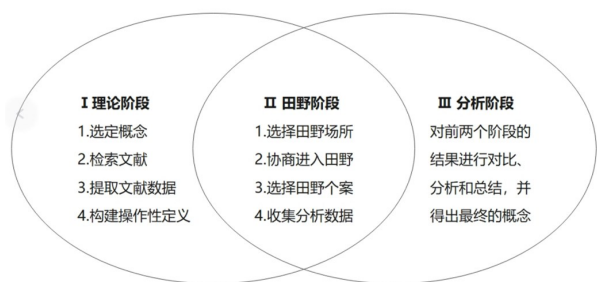 Ⅰ 理论阶段
1.选定概念
2.检索文献
3.提取文献数据
4.构建操作性定义
Ⅱ 田野阶段
1.选择田野场所
2.协商进入田野
3.选择田野个案
4.收集分析数据
Ⅲ 分析阶段
对前两个阶段的
结果进行对比、
分析和总结，并
得出最终的概念